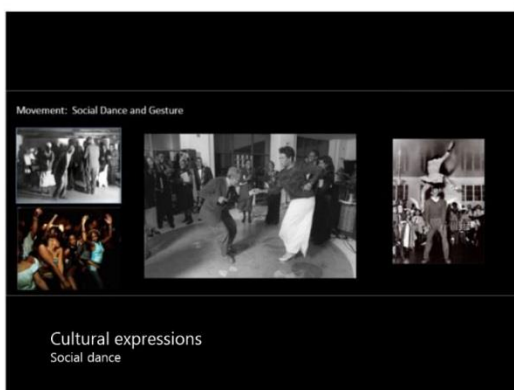 Movement: Social Dance and Gesture
Cultural expressions
Social dance